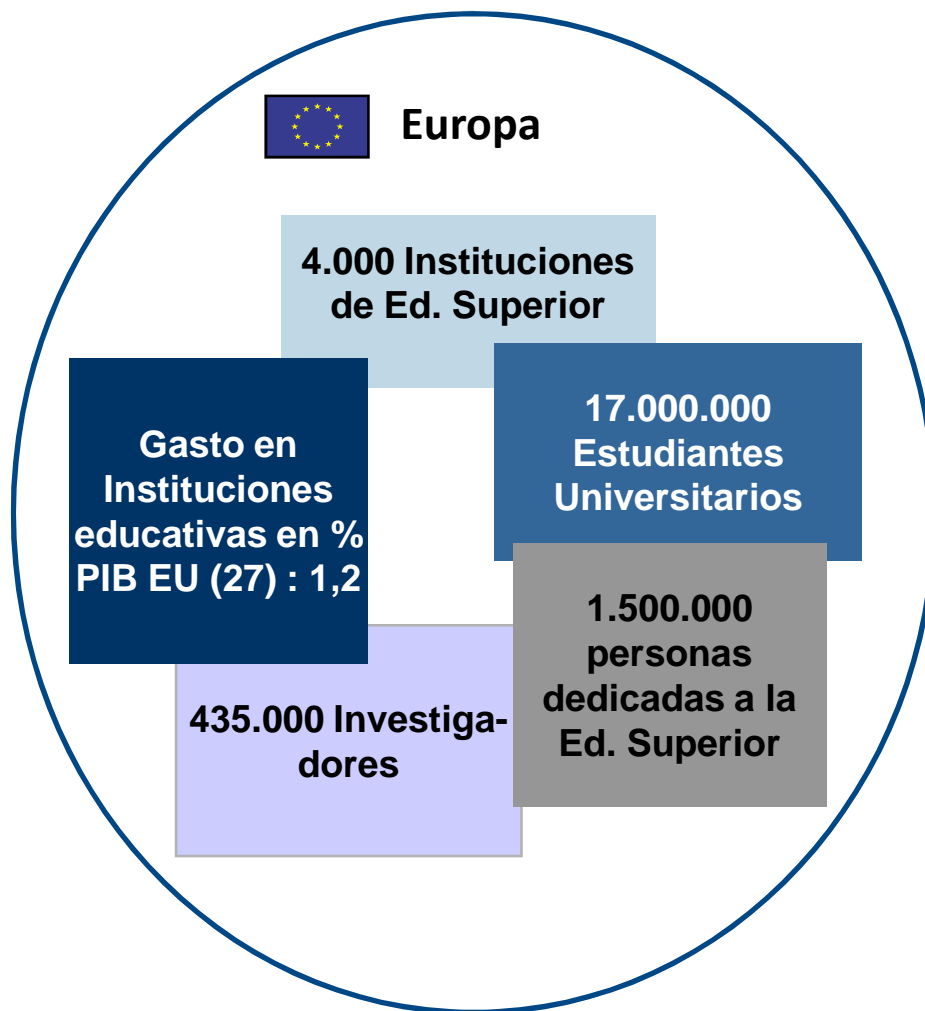 Europa
4.000 Instituciones
de Ed. Superior
17.000.000
Estudiantes
Universitarios
Gasto en
Instituciones
educativas en %
PIB EU (27) : 1,2
1.500.000
personas
dedicadas a la
Ed. Superior
435.000 Investiga-
dores